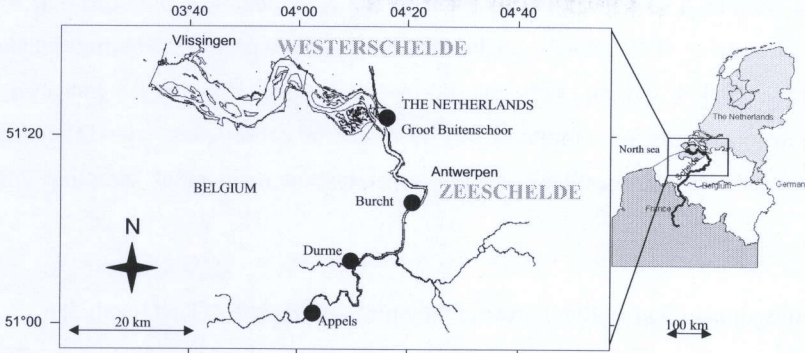 03°40 04°00 04°20 04°40
Vlissingen
WESTERSCHELDE
THE NETHERLANDS
Groot Buitenschoor
51°20
Antwerpen
BELGIUM
ZEESCHELDE
Burcht
N
Durme
20 km
Appels
51°00
The Netherlands
North sea
Belgium
German
France
100 km